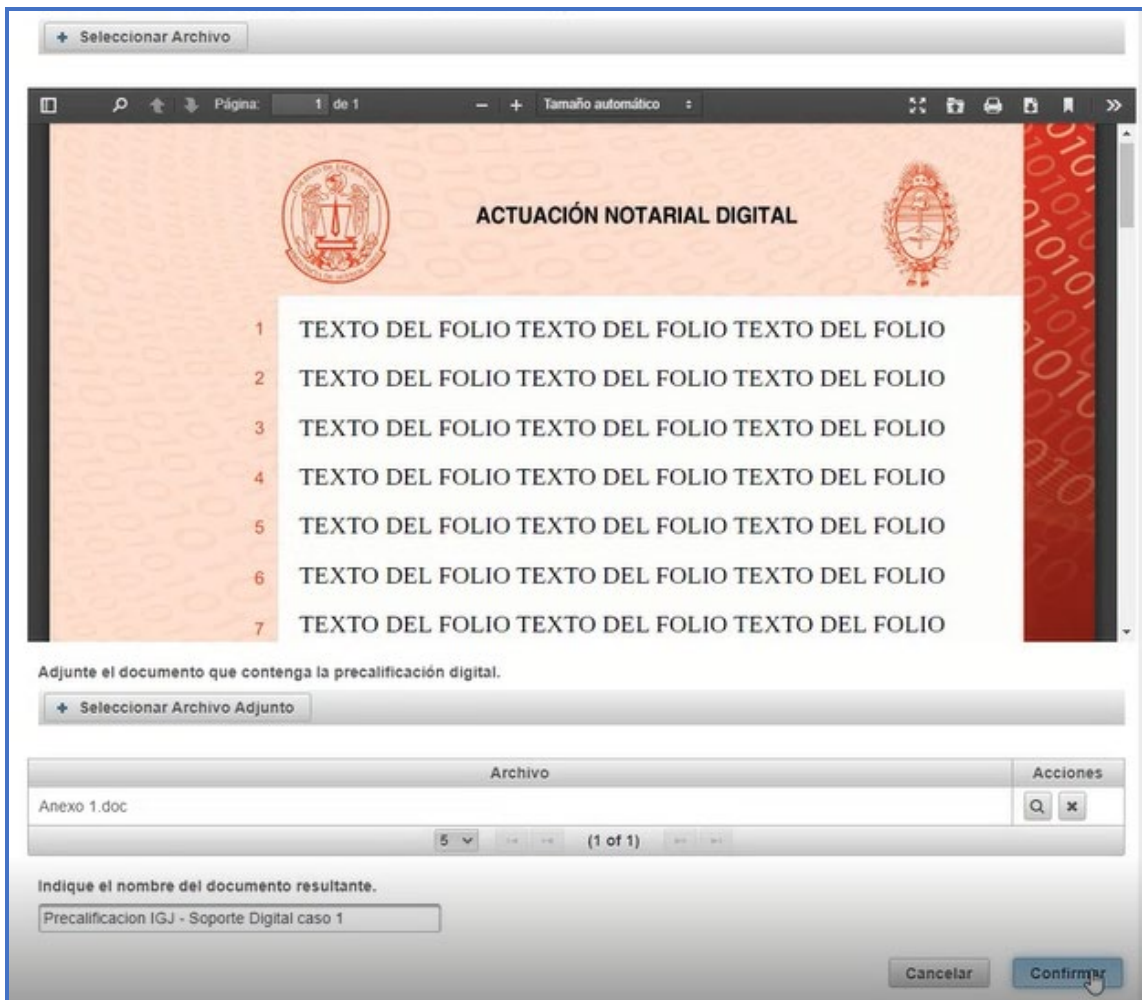 + Seleccionar Archivo
Página: 1 de 1 − + Tamaño automático
ACTUACIÓN NOTARIAL DIGITAL
1 TEXTO DEL FOLIO TEXTO DEL FOLIO TEXTO DEL FOLIO
2 TEXTO DEL FOLIO TEXTO DEL FOLIO TEXTO DEL FOLIO
3 TEXTO DEL FOLIO TEXTO DEL FOLIO TEXTO DEL FOLIO
4 TEXTO DEL FOLIO TEXTO DEL FOLIO TEXTO DEL FOLIO
5 TEXTO DEL FOLIO TEXTO DEL FOLIO TEXTO DEL FOLIO
6 TEXTO DEL FOLIO TEXTO DEL FOLIO TEXTO DEL FOLIO
7 TEXTO DEL FOLIO TEXTO DEL FOLIO TEXTO DEL FOLIO
Adjunte el documento que contenga la precalificación digital.
+ Seleccionar Archivo Adjunto
Archivo Acciones
Anexo 1.doc
5 (1 of 1)
Indique el nombre del documento resultante.
Precalificacion IGJ - Soporte Digital caso 1
Cancelar Confirmar